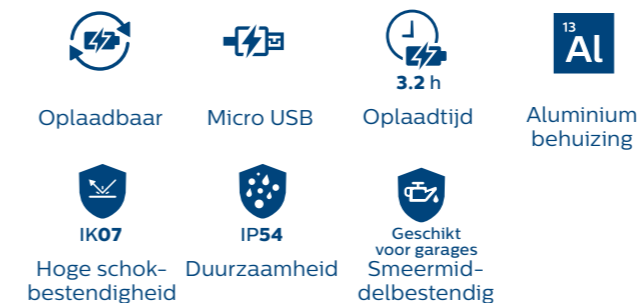 3.2 h
13
Al
Oplaadbaar
Micro USB
Oplaadtijd
Aluminium
behuizing
IK07
IP54
Geschikt
voor garages
Hoge schok-
bestendigheid
Duurzaamheid
Smeermid-
delbestendig